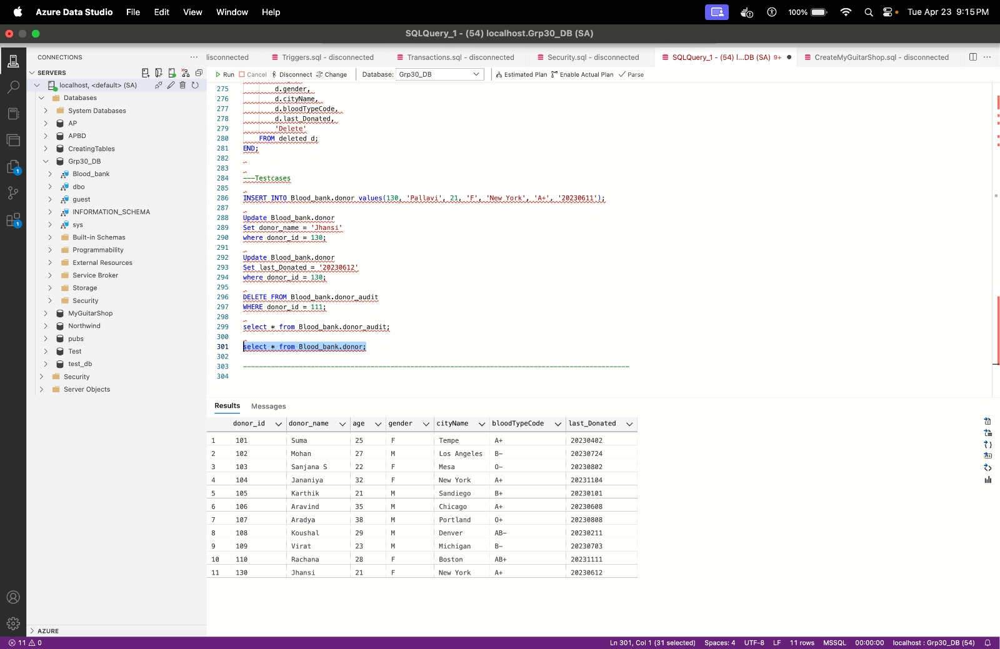 Azure Data Studio File Edit View Window Help 100% Tue Apr 23 9:15 PM
SQLQuery_1 - (54) localhost.Grp30_DB (SA)
CONNECTIONS
SERVERS
localhost, <default> (SA)
Databases
System Databases
AP
APBD
CreatingTables
Grp30_DB
Blood_bank
dbo
guest
INFORMATION_SCHEMA
sys
Built-in Schemas
Programmability
External Resources
Service Broker
Storage
Security
MyGuitarShop
Northwind
pubs
Test
test_db
Security
Server Objects
AZURE
1
1
isconnected Triggers.sql - disconnected Transactions.sql - disconnected Security.sql - disconnected SQLQuery_1 - (54) l...DB (SA) 9+ CreateMyGuitarShop.sql - disconnected
Run Cancel Disconnect Change Database: Grp30_DB Estimated Plan Enable Actual Plan Parse
275 d.gender,
276 d.cityName,
277 d.bloodTypeCode,
278 d.last_Donated,
279 'Delete'
280 FROM deleted d;
281 END;
282
283
284 ---Testcases
285
286 INSERT INTO Blood_bank.donor values(130, 'Pallavi', 21, 'F', 'New York', 'A+', '20230611');
287
288 Update Blood_bank.donor
289 Set donor_name = 'Jhansi'
290 where donor_id = 130;
291
292 Update Blood_bank.donor
293 Set last_Donated = '20230612'
294 where donor_id = 130;
295
296 DELETE FROM Blood_bank.donor_audit
297 WHERE donor_id = 111;
298
299 select * from Blood_bank.donor_audit;
300
301 select * from Blood_bank.donor;
302
303 -------------------------------------------------------------------------------------------------
304
Results Messages
donor_id donor_name age gender cityName bloodTypeCode last_Donated
1 101 Suma 25 F Tempe A+ 20230402
2 102 Mohan 27 M Los Angeles B- 20230724
3 103 Sanjana S 22 F Mesa O- 20230802
4 104 Jananiya 32 F New York A+ 20231104
5 105 Karthik 21 M Sandiego B+ 20230101
6 106 Aravind 35 M Chicago A+ 20230608
7 107 Aradya 38 M Portland O+ 20230808
8 108 Koushal 29 M Denver AB- 20230211
9 109 Virat 23 M Michigan B- 20230703
10 110 Rachana 28 F Boston AB+ 20231111
11 130 Jhansi 21 F New York A+ 20230612
11 0 Ln 301, Col 1 (31 selected) Spaces: 4 UTF-8 LF 11 rows MSSQL 00:00:00 localhost : Grp30_DB (54)